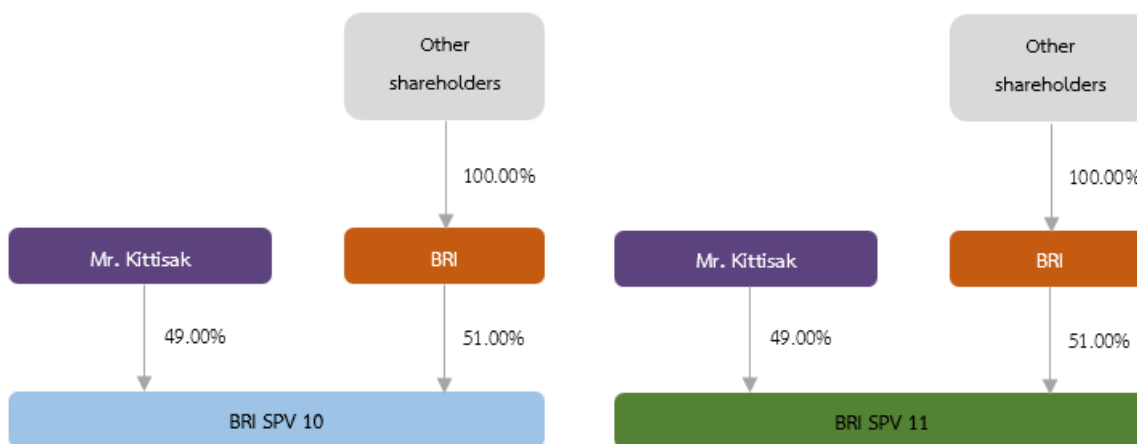 Other
shareholders
100.00%
Mr. Kittisak
BRI
49.00%
51.00%
BRI SPV 10
Other
shareholders
100.00%
Mr. Kittisak
BRI
49.00%
51.00%
BRI SPV 11